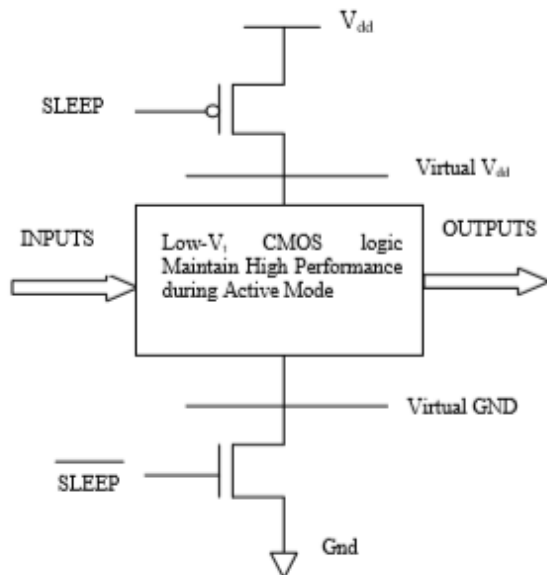 V_dd
SLEEP
Virtual V_dd
INPUTS
OUTPUTS
Low-V_t CMOS logic
Maintain High Performance
during Active Mode
Virtual GND
S̅L̅E̅E̅P̅
Gnd